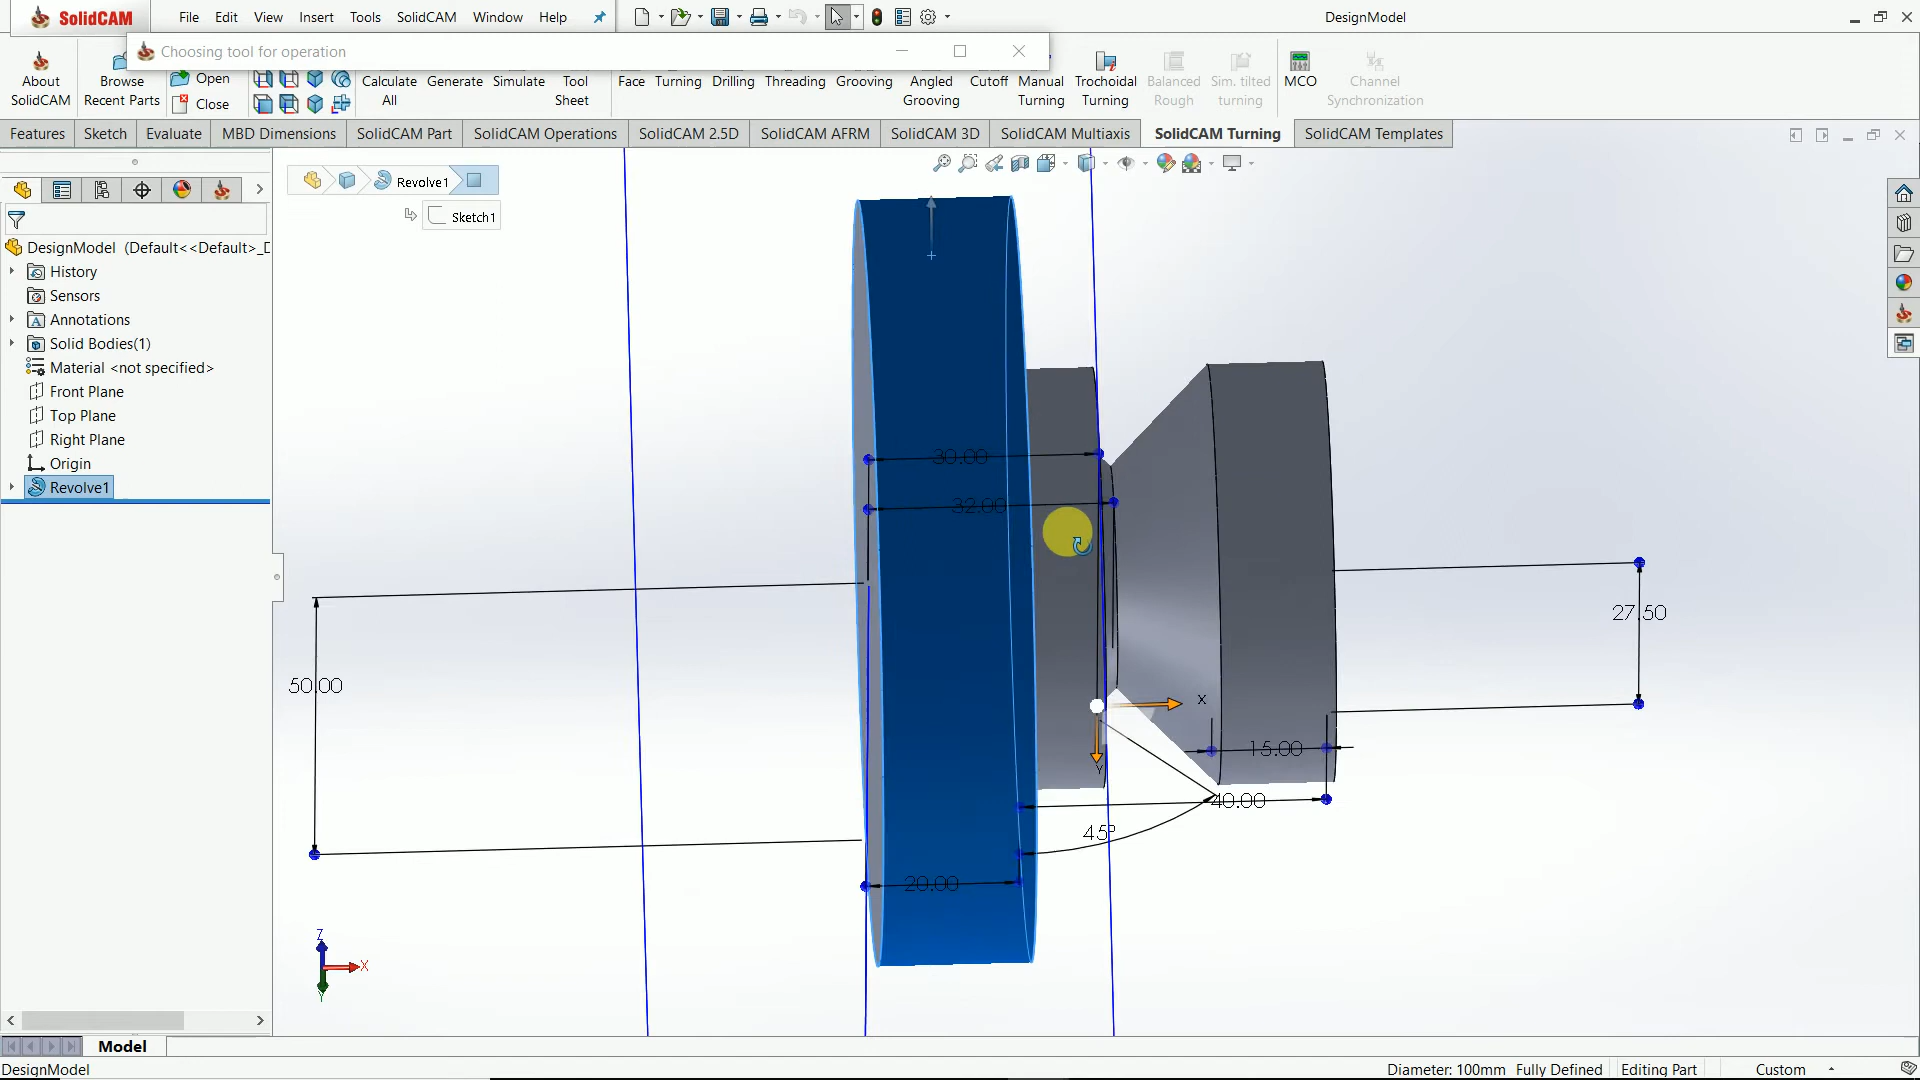 SolidCAM
File Edit View Insert Tools SolidCAM Window Help
DesignModel
Choosing tool for operation
About SolidCAM
Browse Recent Parts
Open
Close
Calculate All
Generate
Simulate
Tool Sheet
Face
Turning
Drilling
Threading
Grooving
Angled Grooving
Cutoff
Manual Turning
Trochoidal Turning
Balanced Rough
Sim. tilted turning
MCO
Channel Synchronization
Features Sketch Evaluate MBD Dimensions SolidCAM Part SolidCAM Operations SolidCAM 2.5D SolidCAM AFRM SolidCAM 3D SolidCAM Multiaxis SolidCAM Turning SolidCAM Templates
Revolve1
Sketch1
DesignModel (Default<<Default>_D
History
Sensors
Annotations
Solid Bodies(1)
Material <not specified>
Front Plane
Top Plane
Right Plane
Origin
Revolve1
30.00
32.00
27.50
50.00
X
Y
15.00
40.00
45°
20.00
Z
X
Y
Model
DesignModel
Diameter: 100mm Fully Defined Editing Part Custom